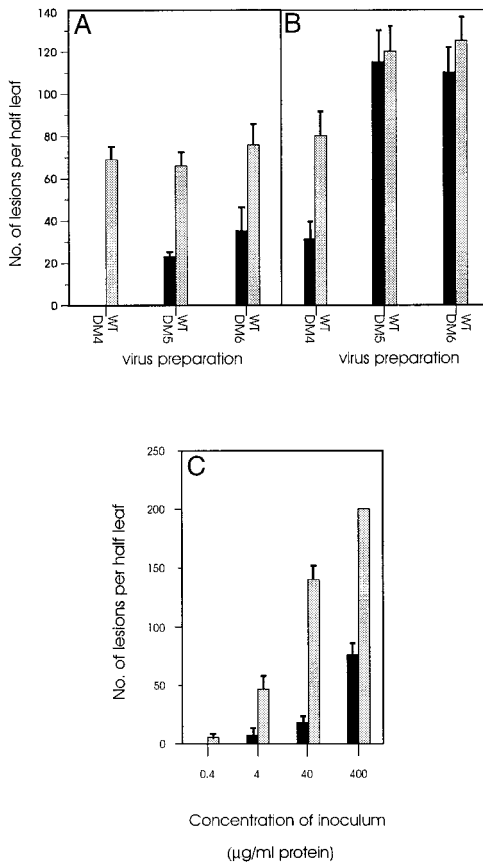 A
B
No. of lesions per half leaf
140
120
100
80
60
40
20
0
WT
DM4
WT
DM5
WT
DM6
WT
DM4
WT
DM5
WT
DM6
virus preparation
virus preparation
C
No. of lesions per half leaf
250
200
150
100
50
0
0.4
4
40
400
Concentration of inoculum
(µg/ml protein)